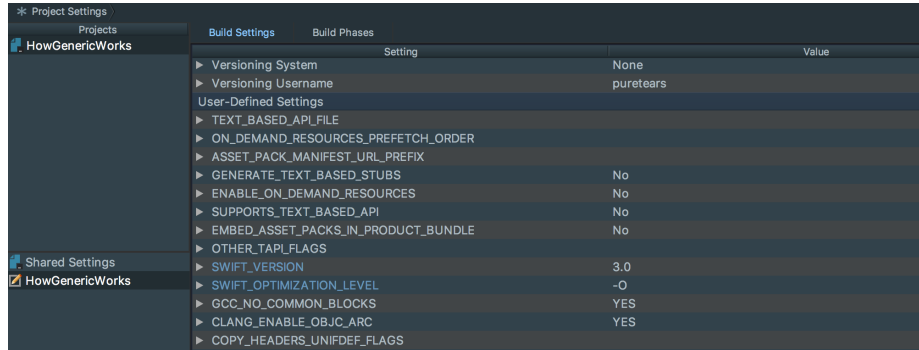 Project Settings
Projects
HowGenericWorks
Shared Settings
HowGenericWorks
Build Settings Build Phases
Setting Value
Versioning System None
Versioning Username puretears
User-Defined Settings
TEXT_BASED_API_FILE
ON_DEMAND_RESOURCES_PREFETCH_ORDER
ASSET_PACK_MANIFEST_URL_PREFIX
GENERATE_TEXT_BASED_STUBS No
ENABLE_ON_DEMAND_RESOURCES No
SUPPORTS_TEXT_BASED_API No
EMBED_ASSET_PACKS_IN_PRODUCT_BUNDLE No
OTHER_TAPI_FLAGS
SWIFT_VERSION 3.0
SWIFT_OPTIMIZATION_LEVEL -O
GCC_NO_COMMON_BLOCKS YES
CLANG_ENABLE_OBJC_ARC YES
COPY_HEADERS_UNIFDEF_FLAGS